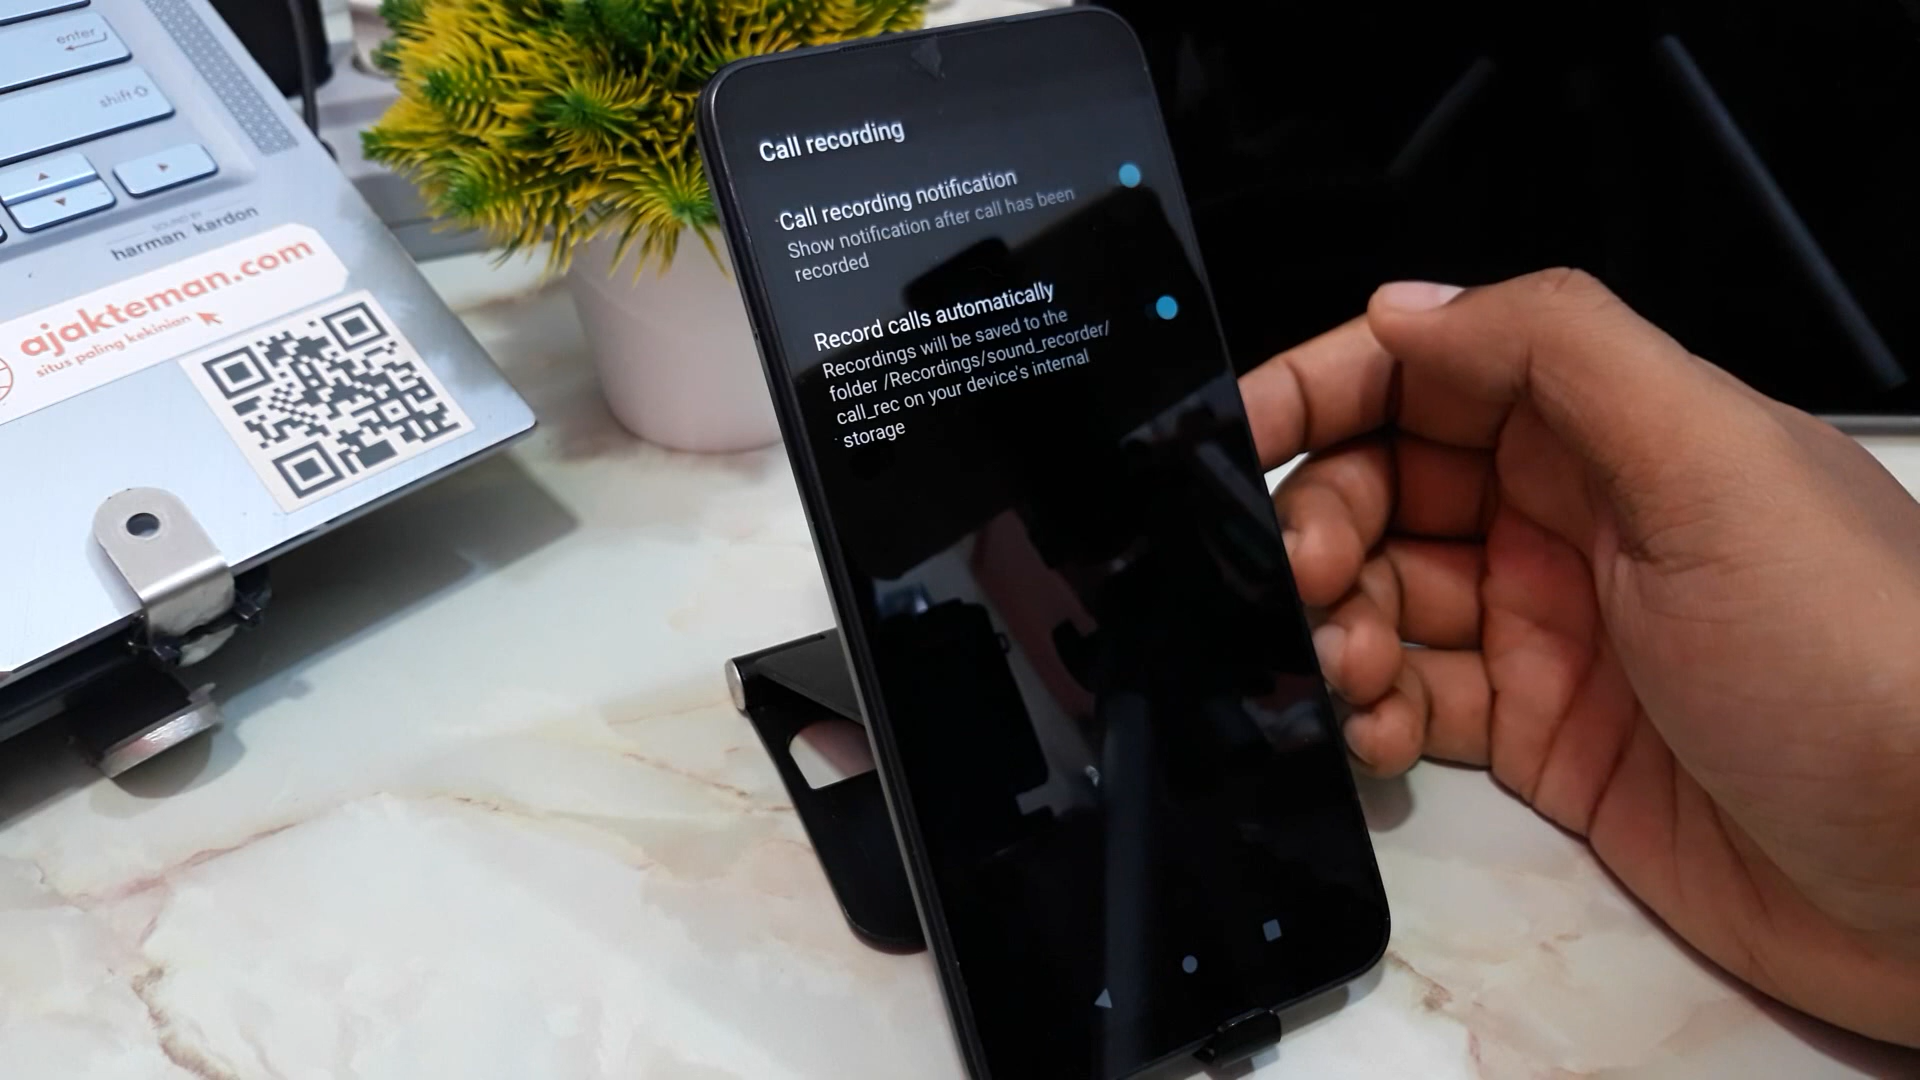 enter
shift
SOUND BY
harman / kardon
ajakteman.com
situs paling kekinian
Call recording
Call recording notification
Show notification after call has been
recorded
Record calls automatically
Recordings will be saved to the
folder /Recordings/sound_recorder/
call_rec on your device's internal
storage